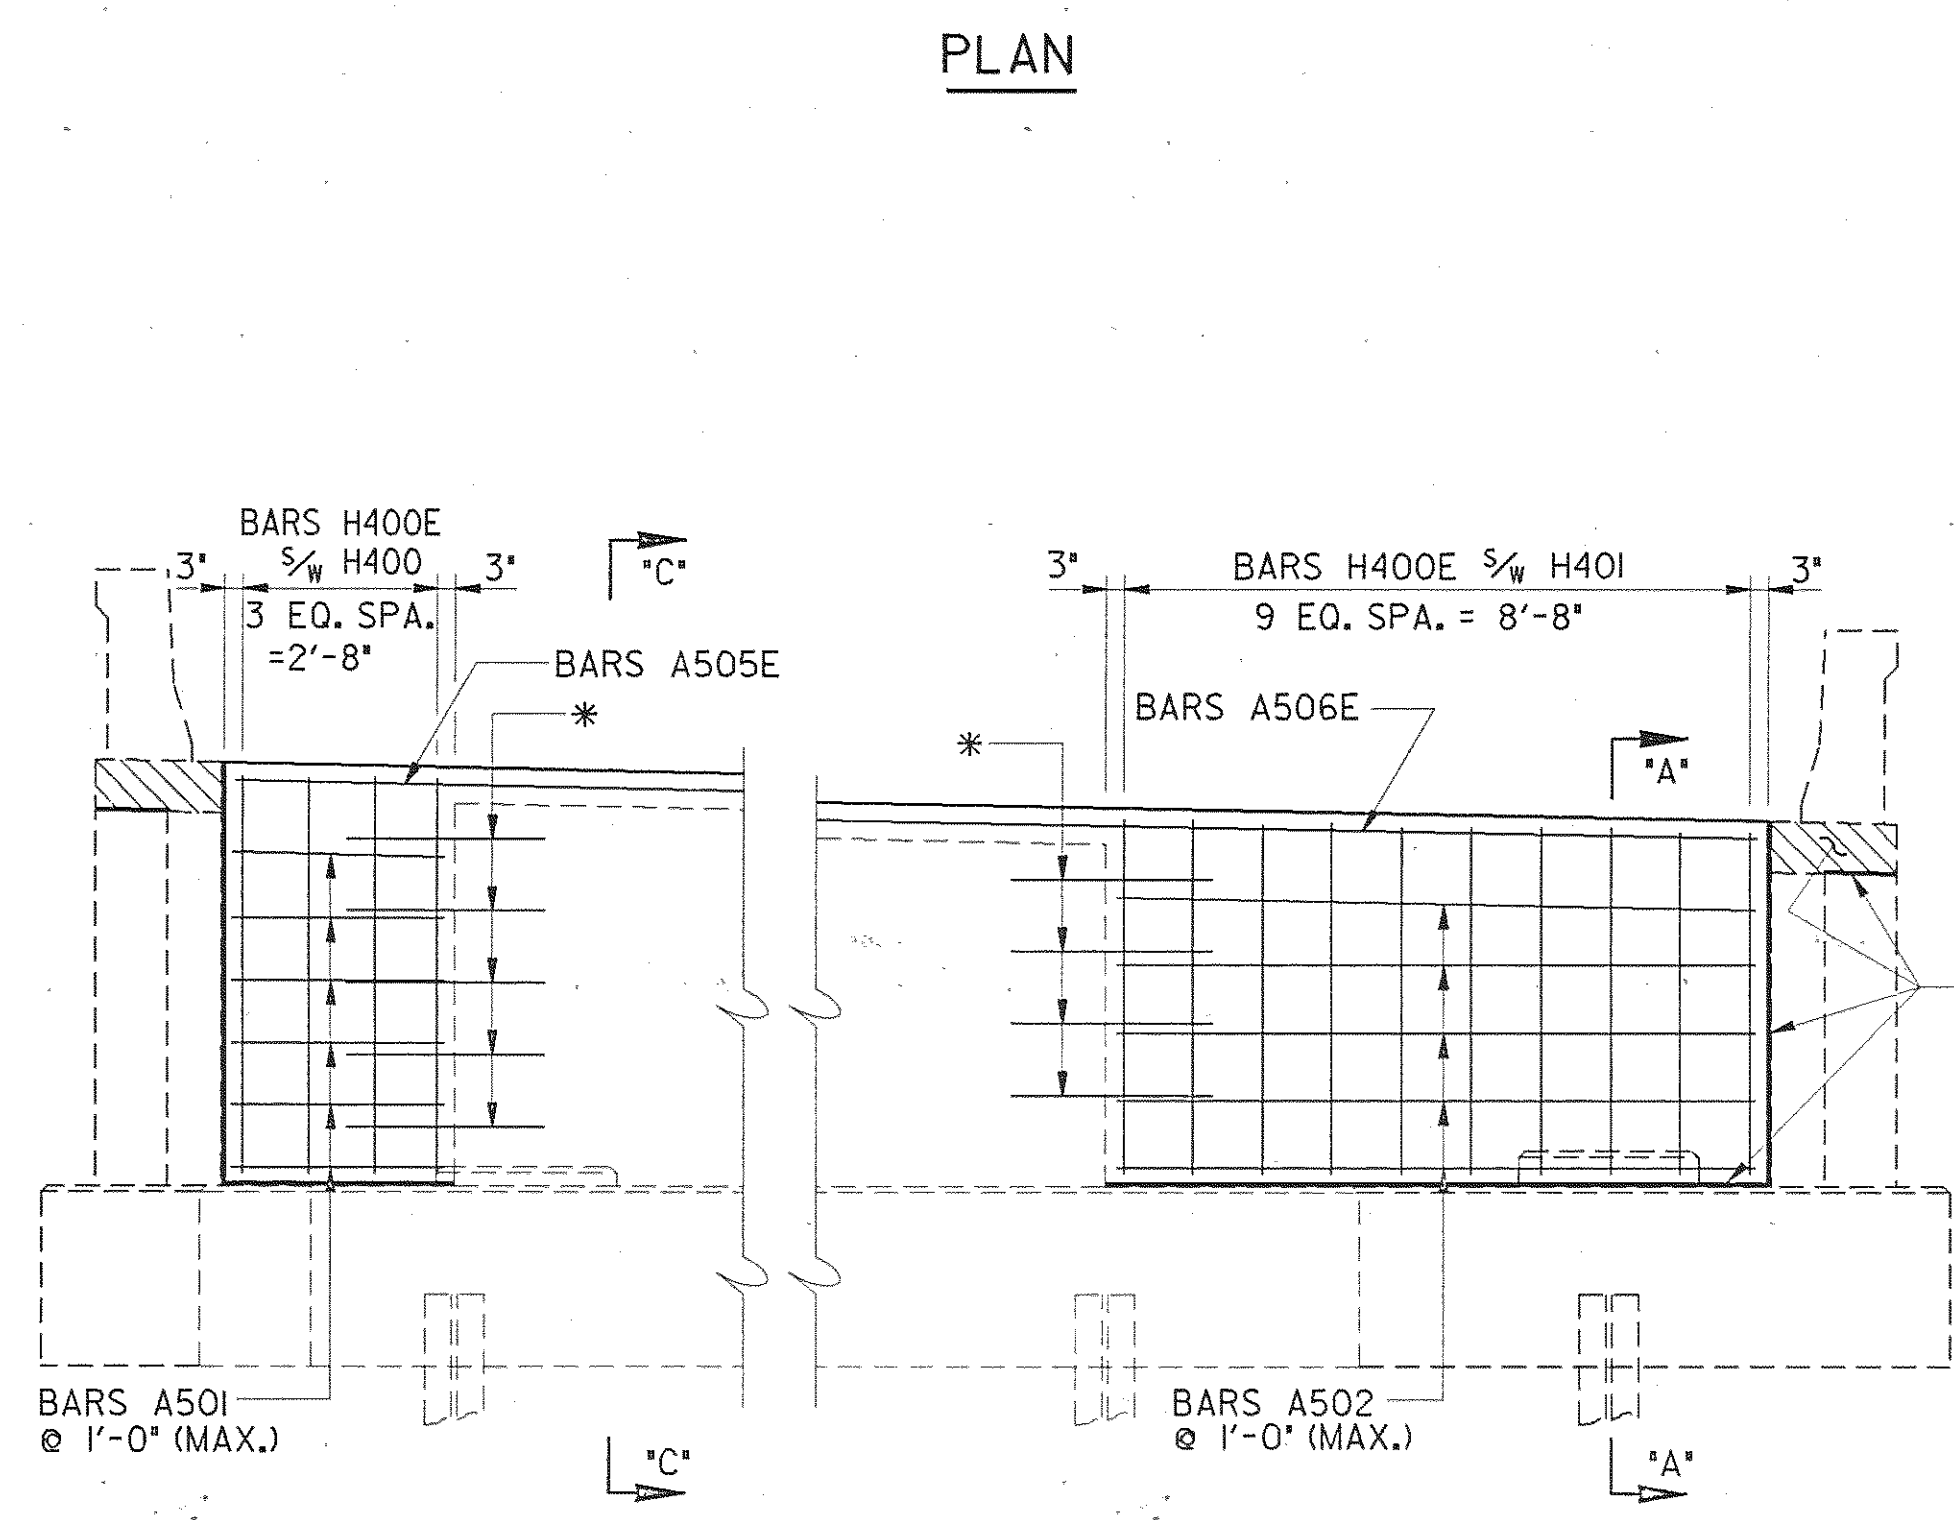 PLAN
BARS H400E
S/W H400
3" 3"
3 EQ. SPA.
=2'-8"
"C"
BARS A505E
*
3" BARS H400E S/W H401 3"
9 EQ. SPA. = 8'-8"
BARS A506E
*
"A"
BARS A501
@ 1'-0" (MAX.)
"C"
BARS A502
@ 1'-0" (MAX.)
"A"